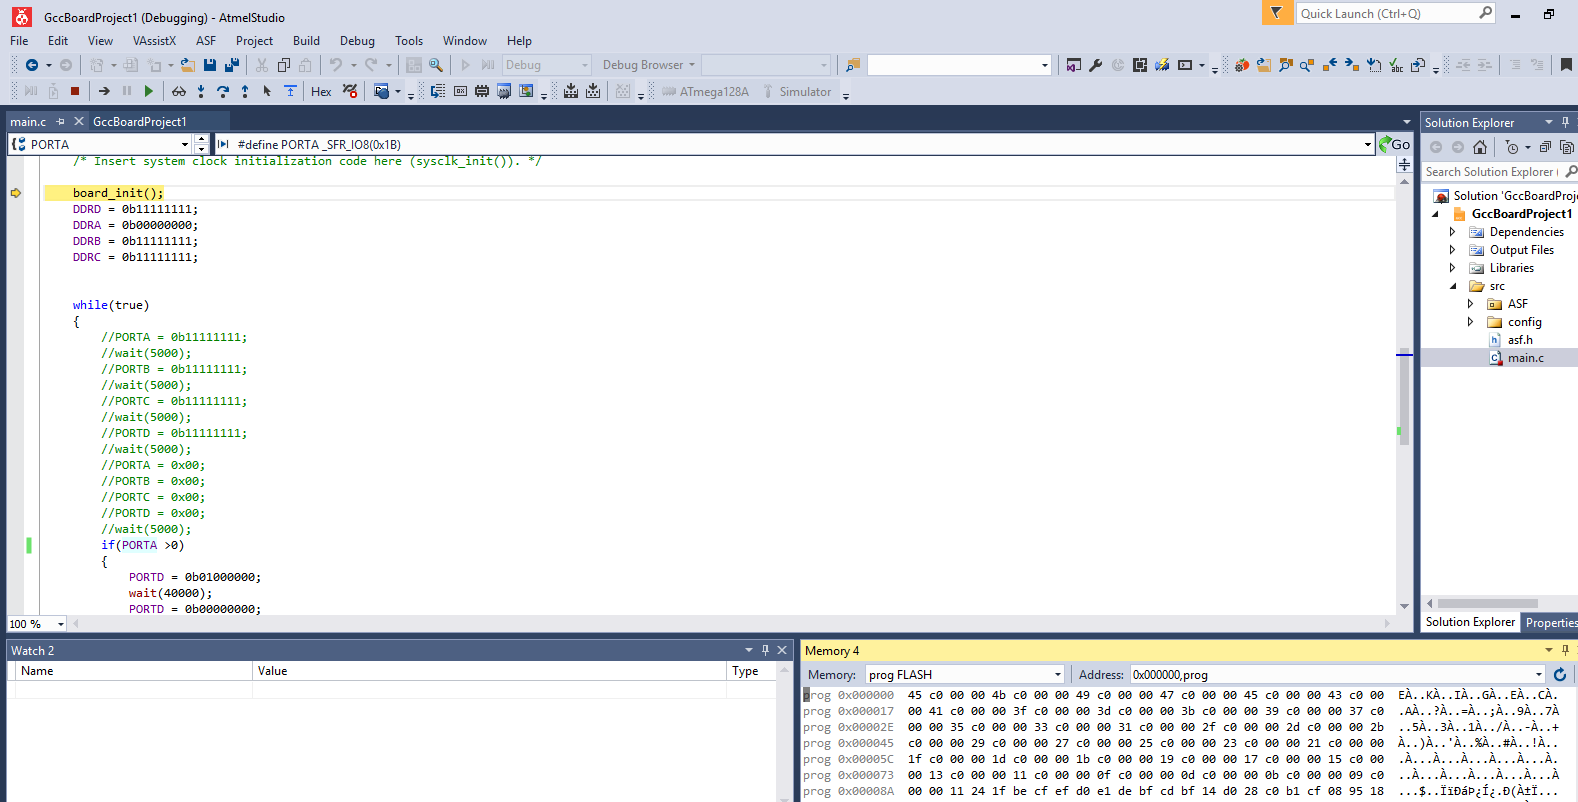 GccBoardProject1 (Debugging) - AtmelStudio
Quick Launch (Ctrl+Q)
File Edit View VAssistX ASF Project Build Debug Tools Window Help
Debug Debug Browser
Hex ATmega128A Simulator
main.c GccBoardProject1
PORTA #define PORTA _SFR_IO8(0x1B) Go
/* Insert system clock initialization code here (sysclk_init()). */
board_init();
DDRD = 0b11111111;
DDRA = 0b00000000;
DDRB = 0b11111111;
DDRC = 0b11111111;
while(true)
{
//PORTA = 0b11111111;
//wait(5000);
//PORTB = 0b11111111;
//wait(5000);
//PORTC = 0b11111111;
//wait(5000);
//PORTD = 0b11111111;
//wait(5000);
//PORTA = 0x00;
//PORTB = 0x00;
//PORTC = 0x00;
//PORTD = 0x00;
//wait(5000);
if(PORTA >0)
{
PORTD = 0b01000000;
wait(40000);
PORTD = 0b00000000;
100 %
Solution Explorer
Search Solution Explorer (
Solution 'GccBoardProj
GccBoardProject1
Dependencies
Output Files
Libraries
src
ASF
config
asf.h
main.c
Solution Explorer Properties
Watch 2
Name Value Type
Memory 4
Memory: prog FLASH Address: 0x000000,prog
prog 0x000000 45 c0 00 00 4b c0 00 00 49 c0 00 00 47 c0 00 00 45 c0 00 00 43 c0 00 EÀ..KÀ..IÀ..GÀ..EÀ..CÀ.
prog 0x000017 00 41 c0 00 00 3f c0 00 00 3d c0 00 00 3b c0 00 00 39 c0 00 00 37 c0 .AÀ..?À..=À..;À..9À..7À
prog 0x00002E 00 00 35 c0 00 00 33 c0 00 00 31 c0 00 00 2f c0 00 00 2d c0 00 00 2b ..5À..3À..1À../À..-À..+
prog 0x000045 c0 00 00 29 c0 00 00 27 c0 00 00 25 c0 00 00 23 c0 00 00 21 c0 00 00 À..)À..'À..%À..#À..!À..
prog 0x00005C 1f c0 00 00 1d c0 00 00 1b c0 00 00 19 c0 00 00 17 c0 00 00 15 c0 00 .À...À...À...À...À...À.
prog 0x000073 00 13 c0 00 00 11 c0 00 00 0f c0 00 00 0d c0 00 00 0b c0 00 00 09 c0 ..À...À...À...À...À...À
prog 0x00008A 00 00 11 24 1f be cf ef d0 e1 de bf cd bf 14 d0 28 c0 b1 cf 08 95 18 ...$.¾ÏïÐáÞ¿Í¿.Ð(À±Ï...